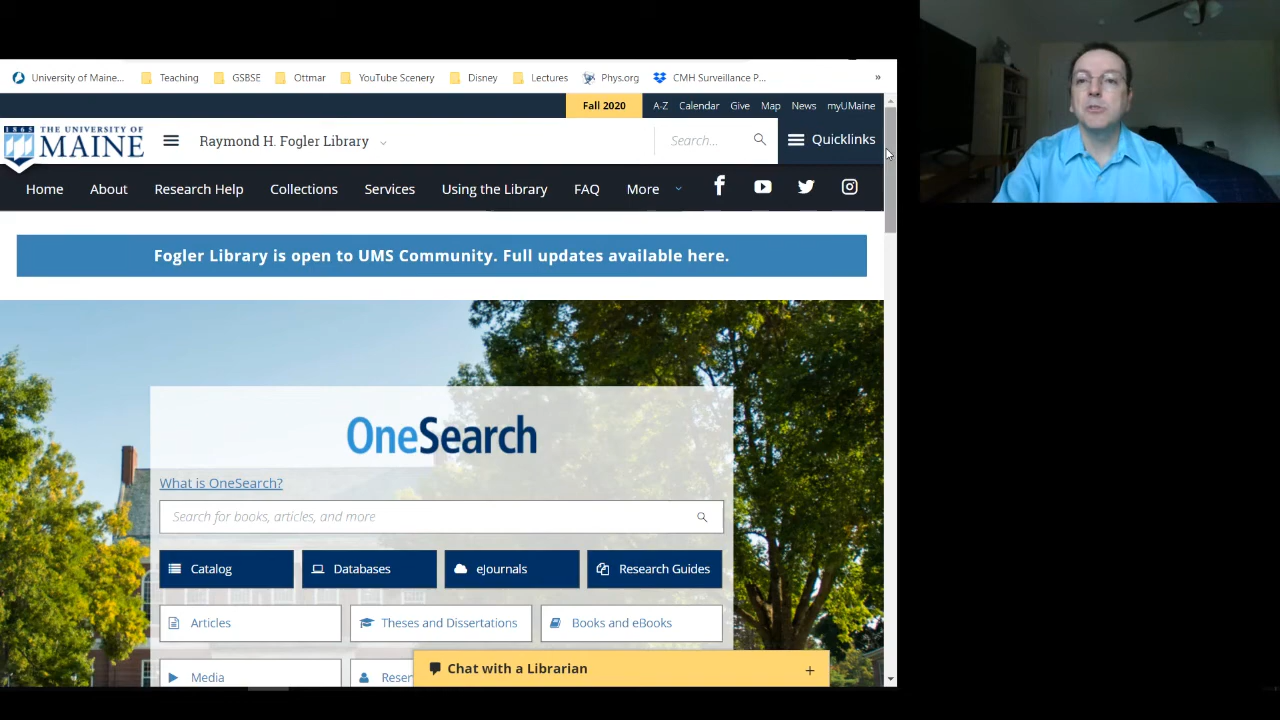 University of Maine... Teaching GSBSE Ottmar YouTube Scenery Disney Lectures Phys.org CMH Surveillance P... »
Fall 2020 A-Z Calendar Give Map News myUMaine
1865 THE UNIVERSITY OF
MAINE Raymond H. Fogler Library Search... Quicklinks
Home About Research Help Collections Services Using the Library FAQ More
Fogler Library is open to UMS Community. Full updates available here.
OneSearch
What is OneSearch?
Search for books, articles, and more
Catalog Databases eJournals Research Guides
Articles Theses and Dissertations Books and eBooks
Media Reser
Chat with a Librarian +